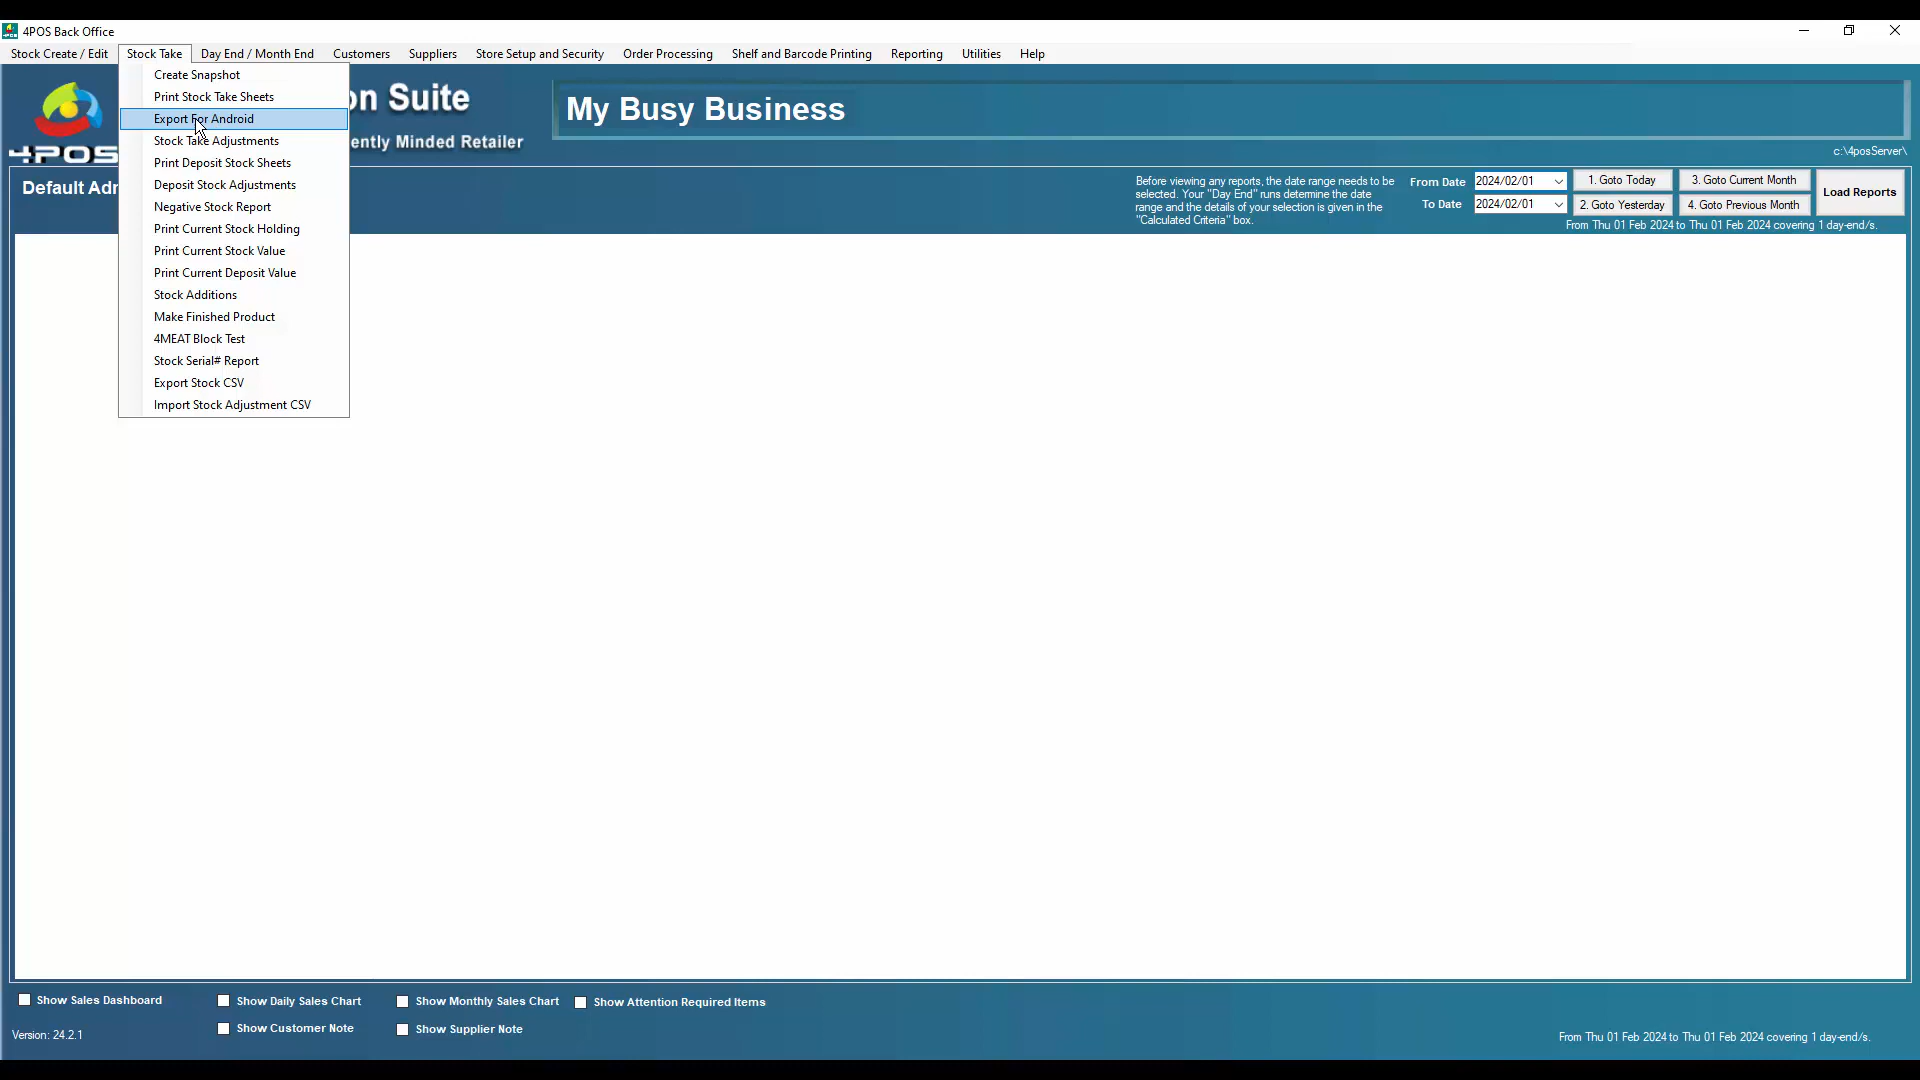 4POS Back Office
Stock Create / Edit Stock Take Day End / Month End Customers Suppliers Store Setup and Security Order Processing Shelf and Barcode Printing Reporting Utilities Help
Create Snapshot
Print Stock Take Sheets
Export For Android
Stock Take Adjustments
Print Deposit Stock Sheets
Deposit Stock Adjustments
Negative Stock Report
Print Current Stock Holding
Print Current Stock Value
Print Current Deposit Value
Stock Additions
Make Finished Product
4MEAT Block Test
Stock Serial# Report
Export Stock CSV
Import Stock Adjustment CSV
4POS
on Suite
ently Minded Retailer
My Busy Business
c:\4posServer\
Default Adr
Before viewing any reports, the date range needs to be
selected. Your "Day End" runs determine the date
range and the details of your selection is given in the
"Calculated Criteria" box.
From Date 2024/02/01
To Date 2024/02/01
1. Goto Today 3. Goto Current Month
2. Goto Yesterday 4. Goto Previous Month
Load Reports
From Thu 01 Feb 2024 to Thu 01 Feb 2024 covering 1 day-end/s.
Show Sales Dashboard Show Daily Sales Chart Show Monthly Sales Chart Show Attention Required Items
Show Customer Note Show Supplier Note
Version: 24.2.1
From Thu 01 Feb 2024 to Thu 01 Feb 2024 covering 1 day-end/s.